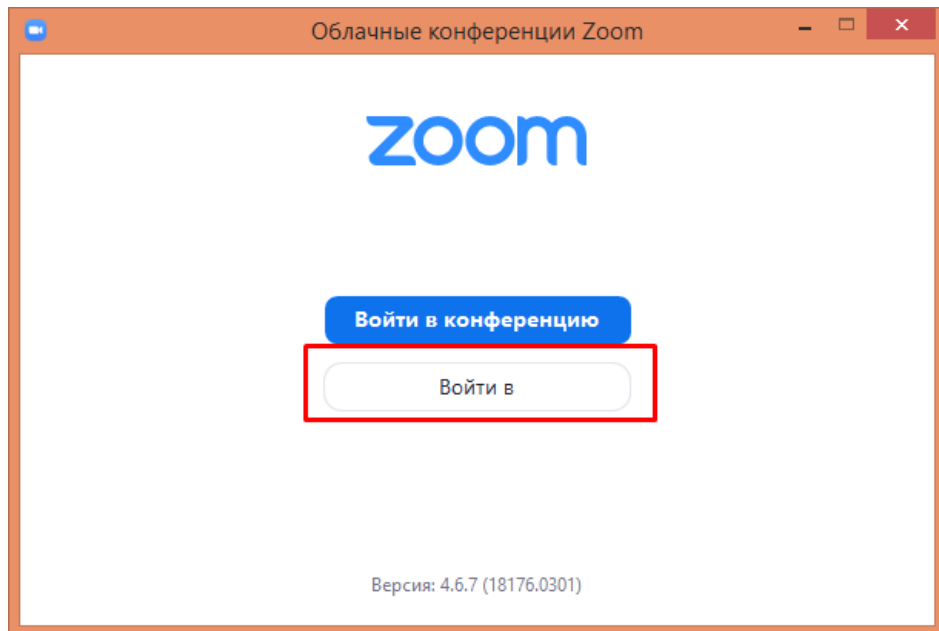 Облачные конференции Zoom
zoom
Войти в конференцию
Войти в
Версия: 4.6.7 (18176.0301)